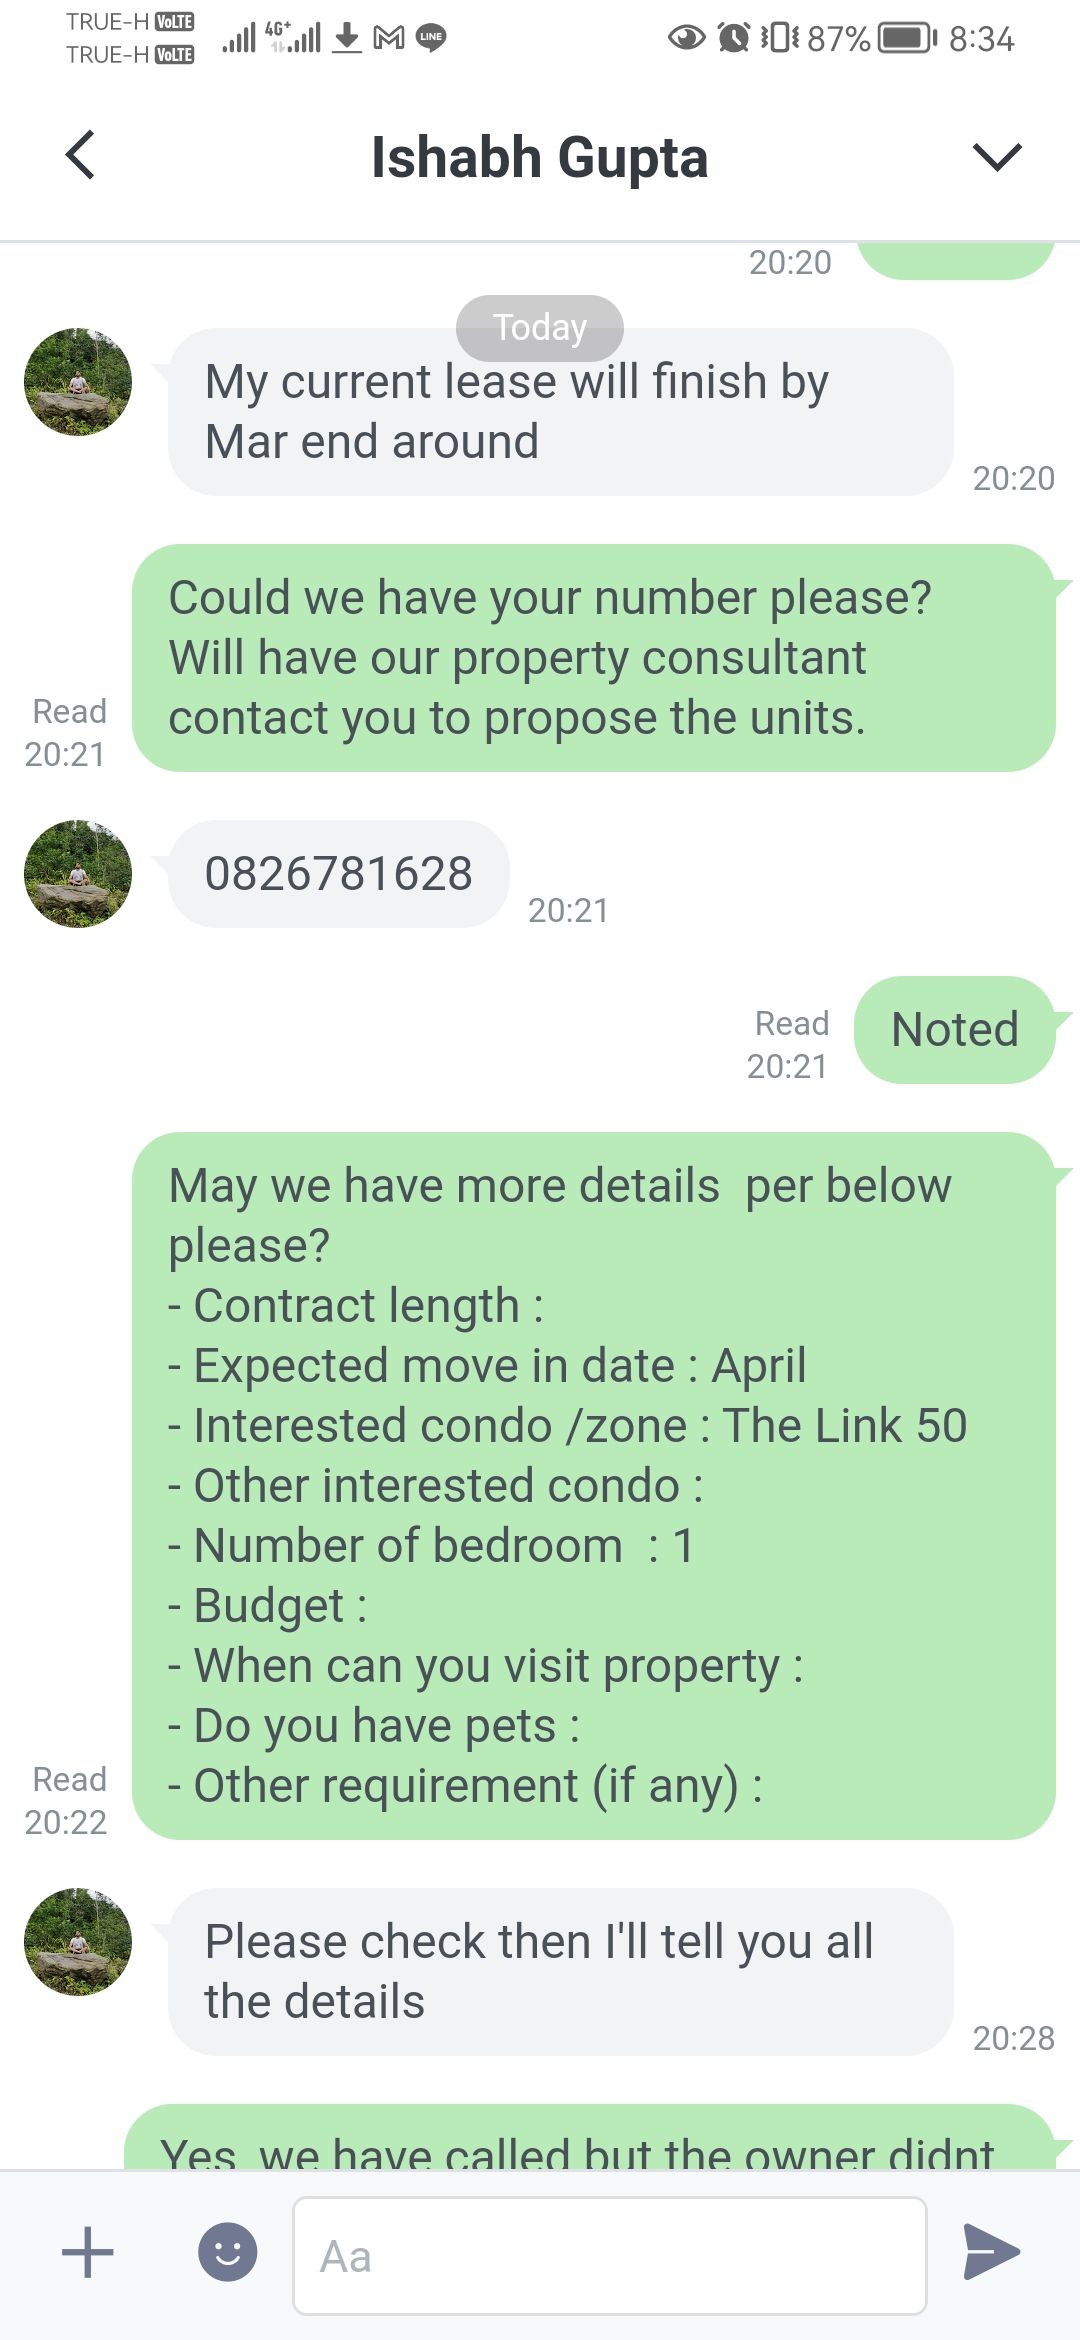 TRUE-H VoLTE
TRUE-H VoLTE
4G+
LINE
87%
8:34
Ishabh Gupta
20:20
Today
My current lease will finish by
Mar end around
20:20
Could we have your number please?
Will have our property consultant
contact you to propose the units.
Read
20:21
0826781628
20:21
Noted
Read
20:21
May we have more details  per below
please?
- Contract length :
- Expected move in date : April
- Interested condo /zone : The Link 50
- Other interested condo :
- Number of bedroom  : 1
- Budget :
- When can you visit property :
- Do you have pets :
- Other requirement (if any) :
Read
20:22
Please check then I'll tell you all
the details
20:28
Yes  we have called but the owner didnt
Aa